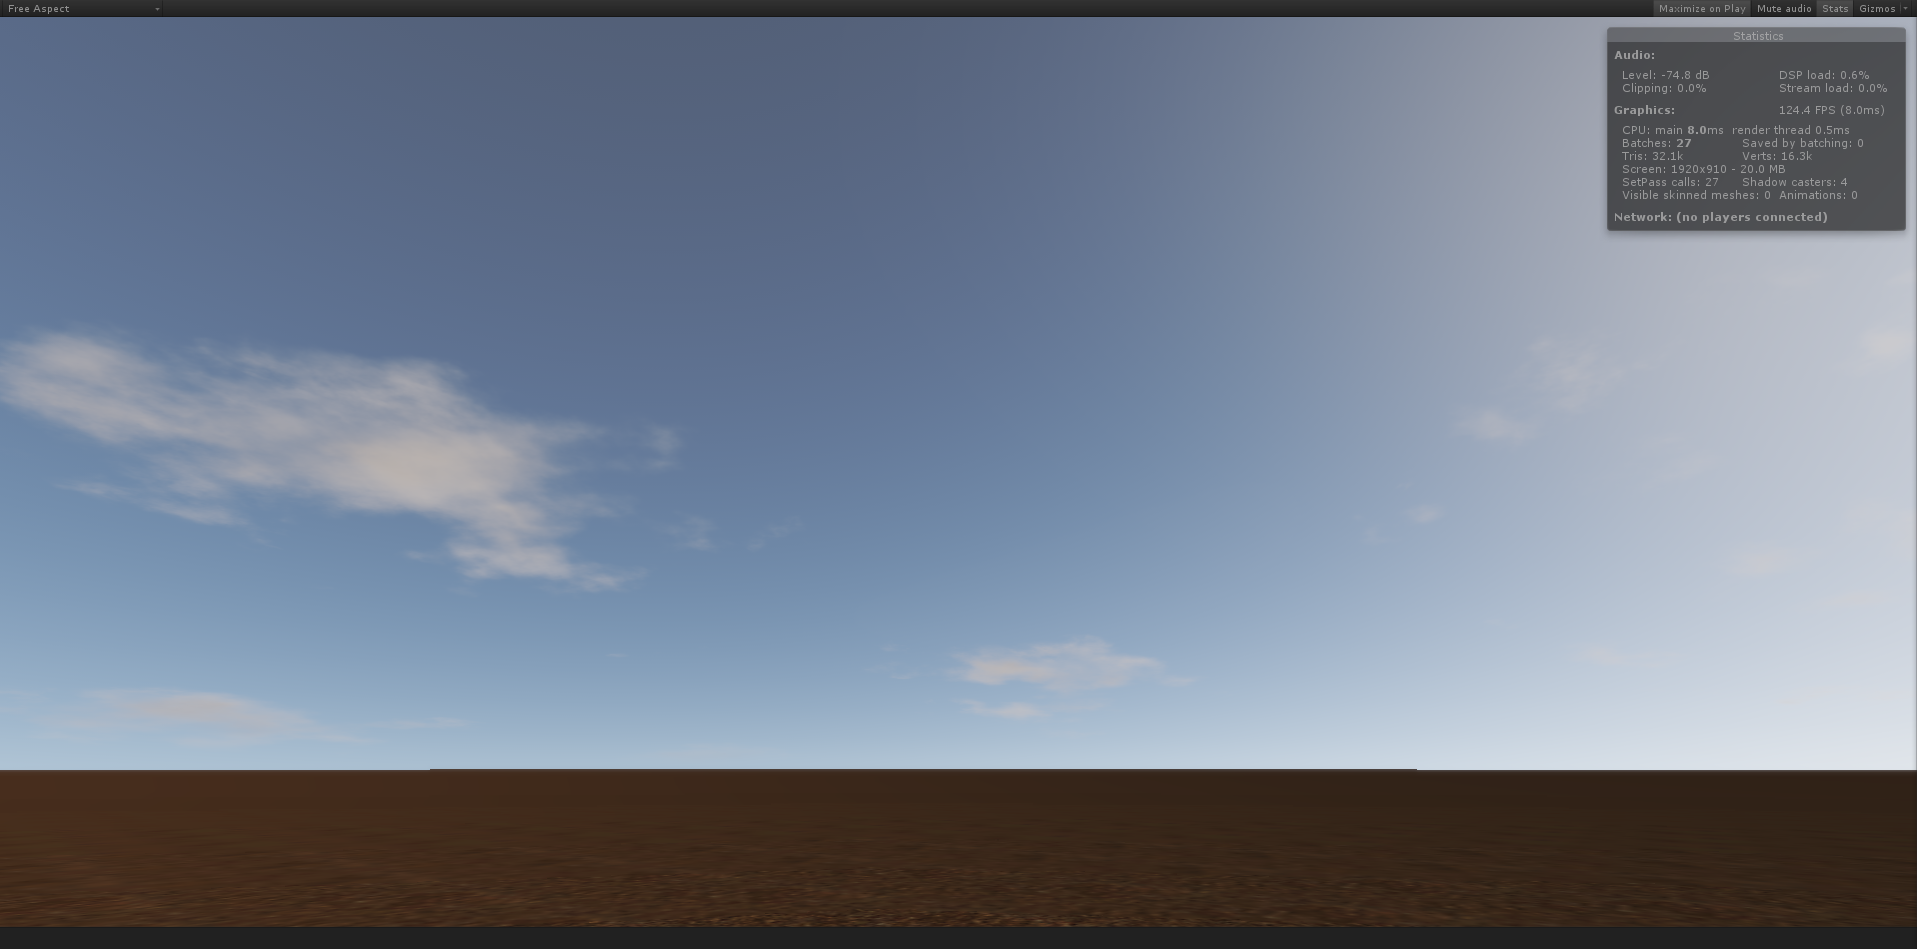 Free Aspect
Maximize on Play Mute audio Stats Gizmos
Statistics
Audio:
Level: -74.8 dB DSP load: 0.6%
Clipping: 0.0% Stream load: 0.0%
Graphics: 124.4 FPS (8.0ms)
CPU: main 8.0ms render thread 0.5ms
Batches: 27 Saved by batching: 0
Tris: 32.1k Verts: 16.3k
Screen: 1920x910 - 20.0 MB
SetPass calls: 27 Shadow casters: 4
Visible skinned meshes: 0 Animations: 0
Network: (no players connected)